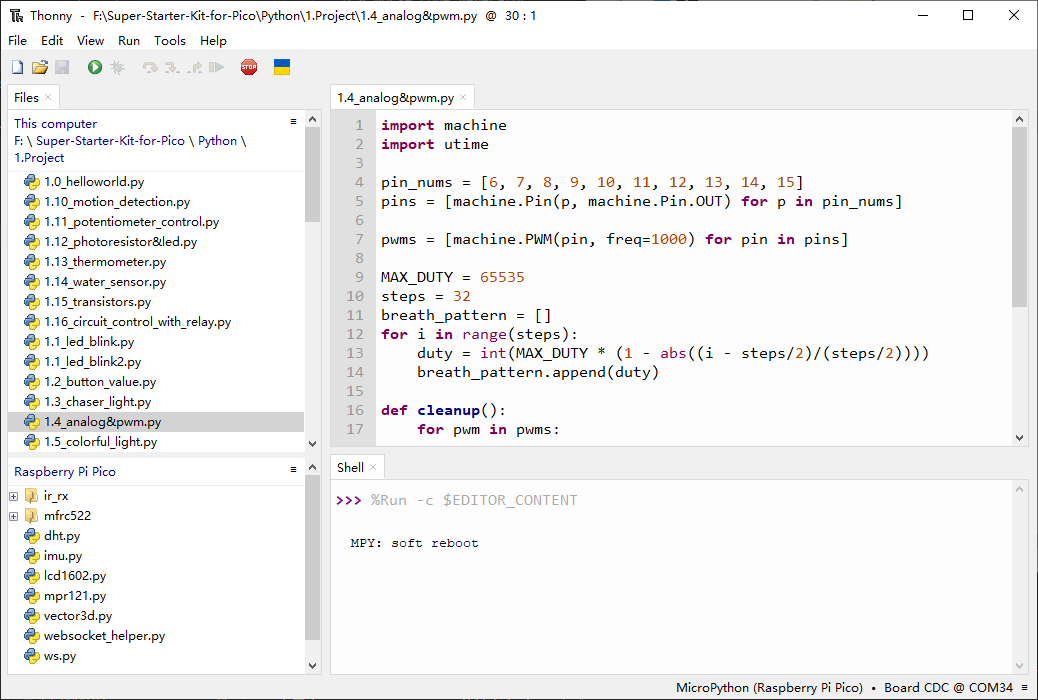 Thonny - F:\Super-Starter-Kit-for-Pico\Python\1.Project\1.4_analog&pwm.py @ 30 : 1
File Edit View Run Tools Help
STOP
Files ×
This computer ≡
F: \ Super-Starter-Kit-for-Pico \ Python \
1.Project
1.0_helloworld.py
1.10_motion_detection.py
1.11_potentiometer_control.py
1.12_photoresistor&led.py
1.13_thermometer.py
1.14_water_sensor.py
1.15_transistors.py
1.16_circuit_control_with_relay.py
1.1_led_blink.py
1.1_led_blink2.py
1.2_button_value.py
1.3_chaser_light.py
1.4_analog&pwm.py
1.5_colorful_light.py
Raspberry Pi Pico ≡
ir_rx
mfrc522
dht.py
imu.py
lcd1602.py
mpr121.py
vector3d.py
websocket_helper.py
ws.py
1.4_analog&pwm.py ×
1 import machine
2 import utime
3
4 pin_nums = [6, 7, 8, 9, 10, 11, 12, 13, 14, 15]
5 pins = [machine.Pin(p, machine.Pin.OUT) for p in pin_nums]
6
7 pwms = [machine.PWM(pin, freq=1000) for pin in pins]
8
9 MAX_DUTY = 65535
10 steps = 32
11 breath_pattern = []
12 for i in range(steps):
13     duty = int(MAX_DUTY * (1 - abs((i - steps/2)/(steps/2))))
14     breath_pattern.append(duty)
15
16 def cleanup():
17     for pwm in pwms:
Shell ×
>>> %Run -c $EDITOR_CONTENT
MPY: soft reboot
MicroPython (Raspberry Pi Pico) • Board CDC @ COM34 ≡